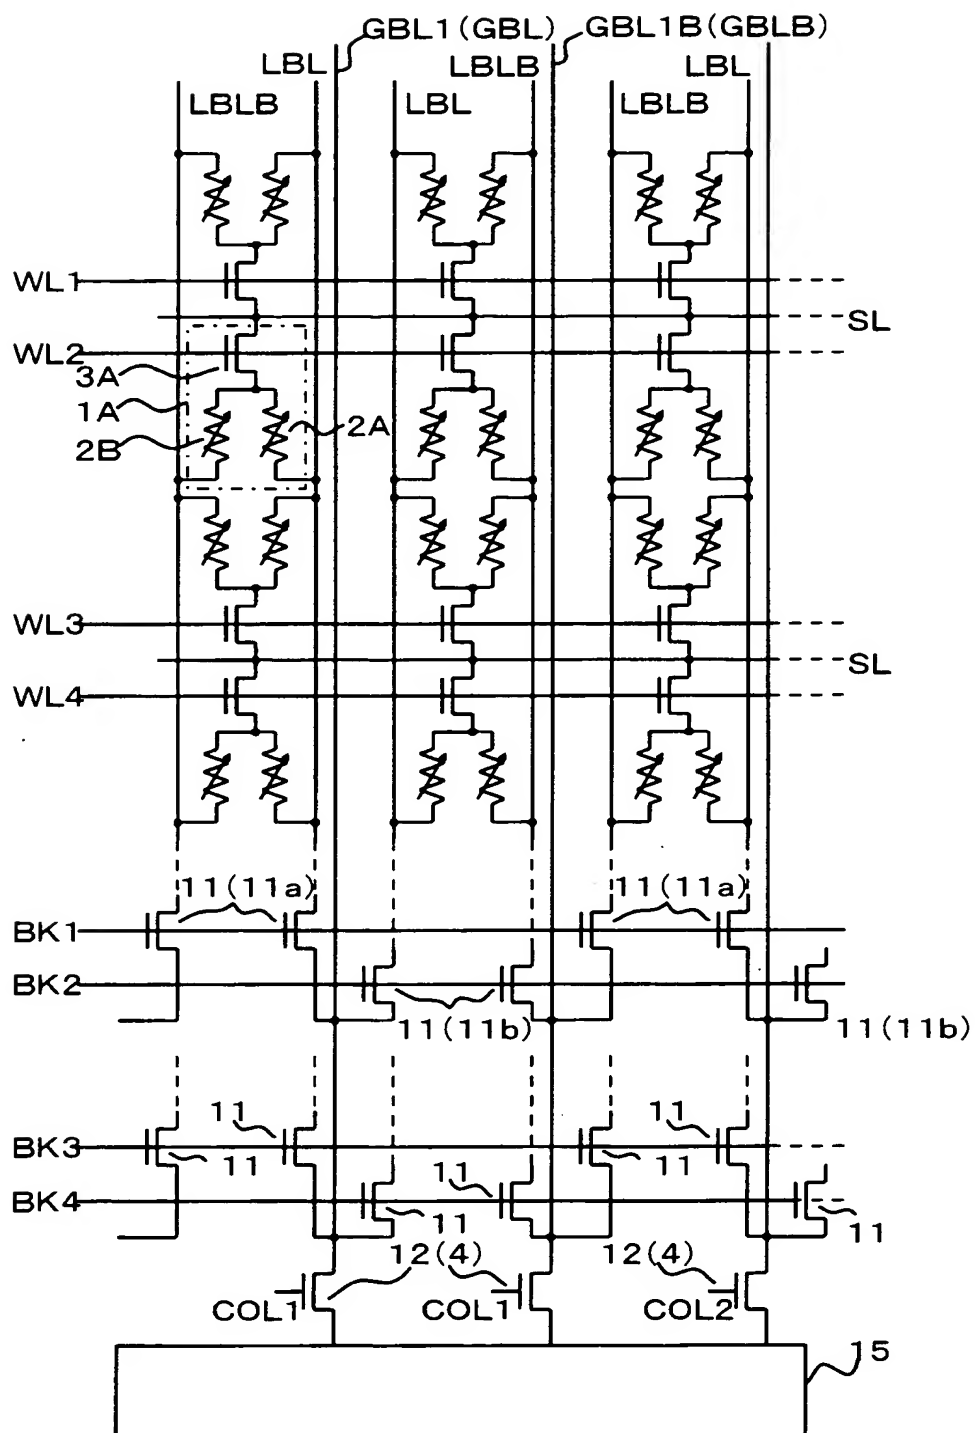 GBL1(GBL) GBL1B(GBLB)
LBL LBLB LBL
LBLB LBL LBLB
WL1
SL
WL2
3A
1A
2B 2A
WL3
SL
WL4
11(11a) 11(11a)
BK1
BK2
11(11b) 11(11b)
11 11
BK3
11 11
11
BK4
11 11
12(4) 12(4)
COL1 COL1 COL2
15